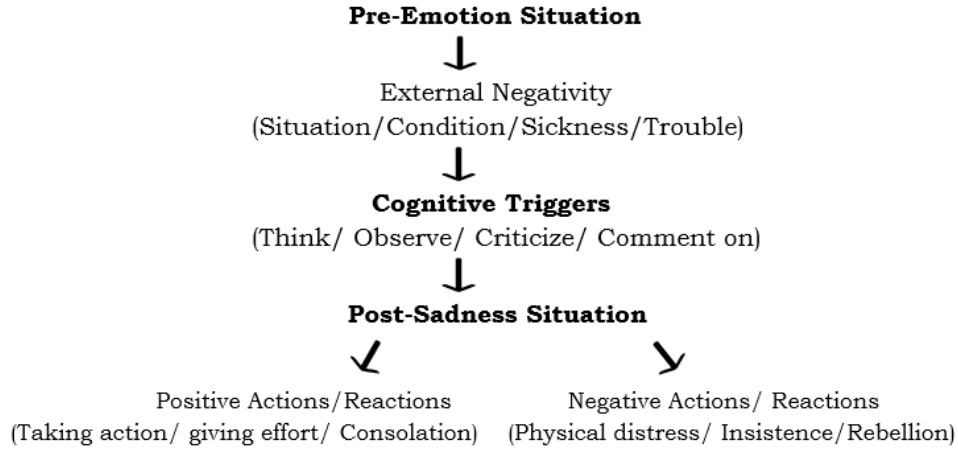 Pre-Emotion Situation
External Negativity
(Situation/Condition/Sickness/Trouble)
Cognitive Triggers
(Think/ Observe/ Criticize/ Comment on)
Post-Sadness Situation
Positive Actions/Reactions
(Taking action/ giving effort/ Consolation)
Negative Actions/ Reactions
(Physical distress/ Insistence/Rebellion)